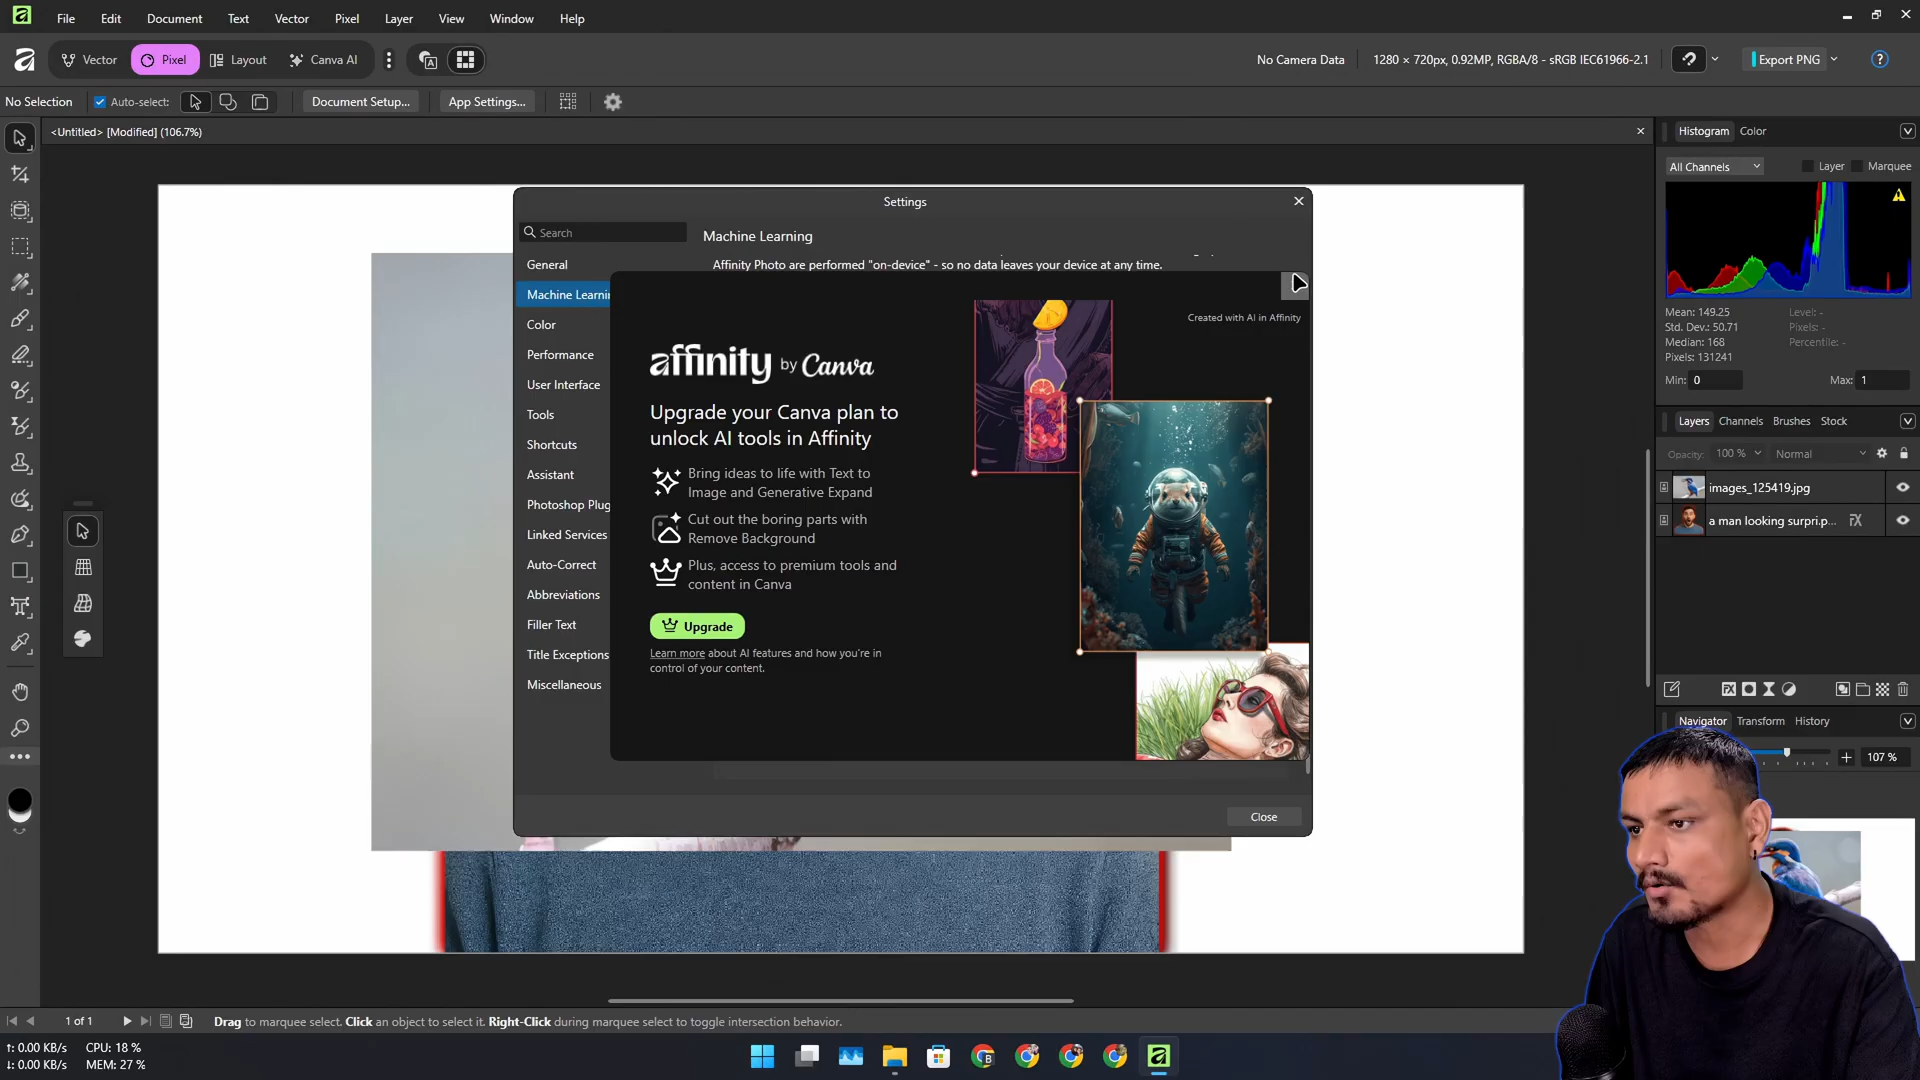 File Edit Document Text Vector Pixel Layer View Window Help
Vector Pixel Layout Canva AI No Camera Data 1280 × 720px, 0.92MP, RGBA/8 - sRGB IEC61966-2.1 Export PNG ?
No Selection Auto-select: Document Setup... App Settings...
<Untitled> [Modified] (106.7%)
Histogram Color
All Channels Layer Marquee
Mean: 149.25 Level: -
Std. Dev.: 50.71 Pixels: -
Median: 168 Percentile: -
Pixels: 131241
Min: 0 Max: 1
Layers Channels Brushes Stock
Opacity: 100 % Normal
images_125419.jpg
a man looking surpri.p...
Navigator Transform History
107 %
Settings
Search
General
Machine Learnin
Color
Performance
User Interface
Tools
Shortcuts
Assistant
Photoshop Plug
Linked Services
Auto-Correct
Abbreviations
Filler Text
Title Exceptions
Miscellaneous
Machine Learning
Affinity Photo are performed "on-device" - so no data leaves your device at any time.
Created with AI in Affinity
affinity by Canva
Upgrade your Canva plan to
unlock AI tools in Affinity
Bring ideas to life with Text to
Image and Generative Expand
Cut out the boring parts with
Remove Background
Plus, access to premium tools and
content in Canva
Upgrade
Learn more about AI features and how you're in
control of your content.
Close
1 of 1 Drag to marquee select. Click an object to select it. Right-Click during marquee select to toggle intersection behavior.
↑: 0.00 KB/s CPU: 18 %
↓: 0.00 KB/s MEM: 27 %